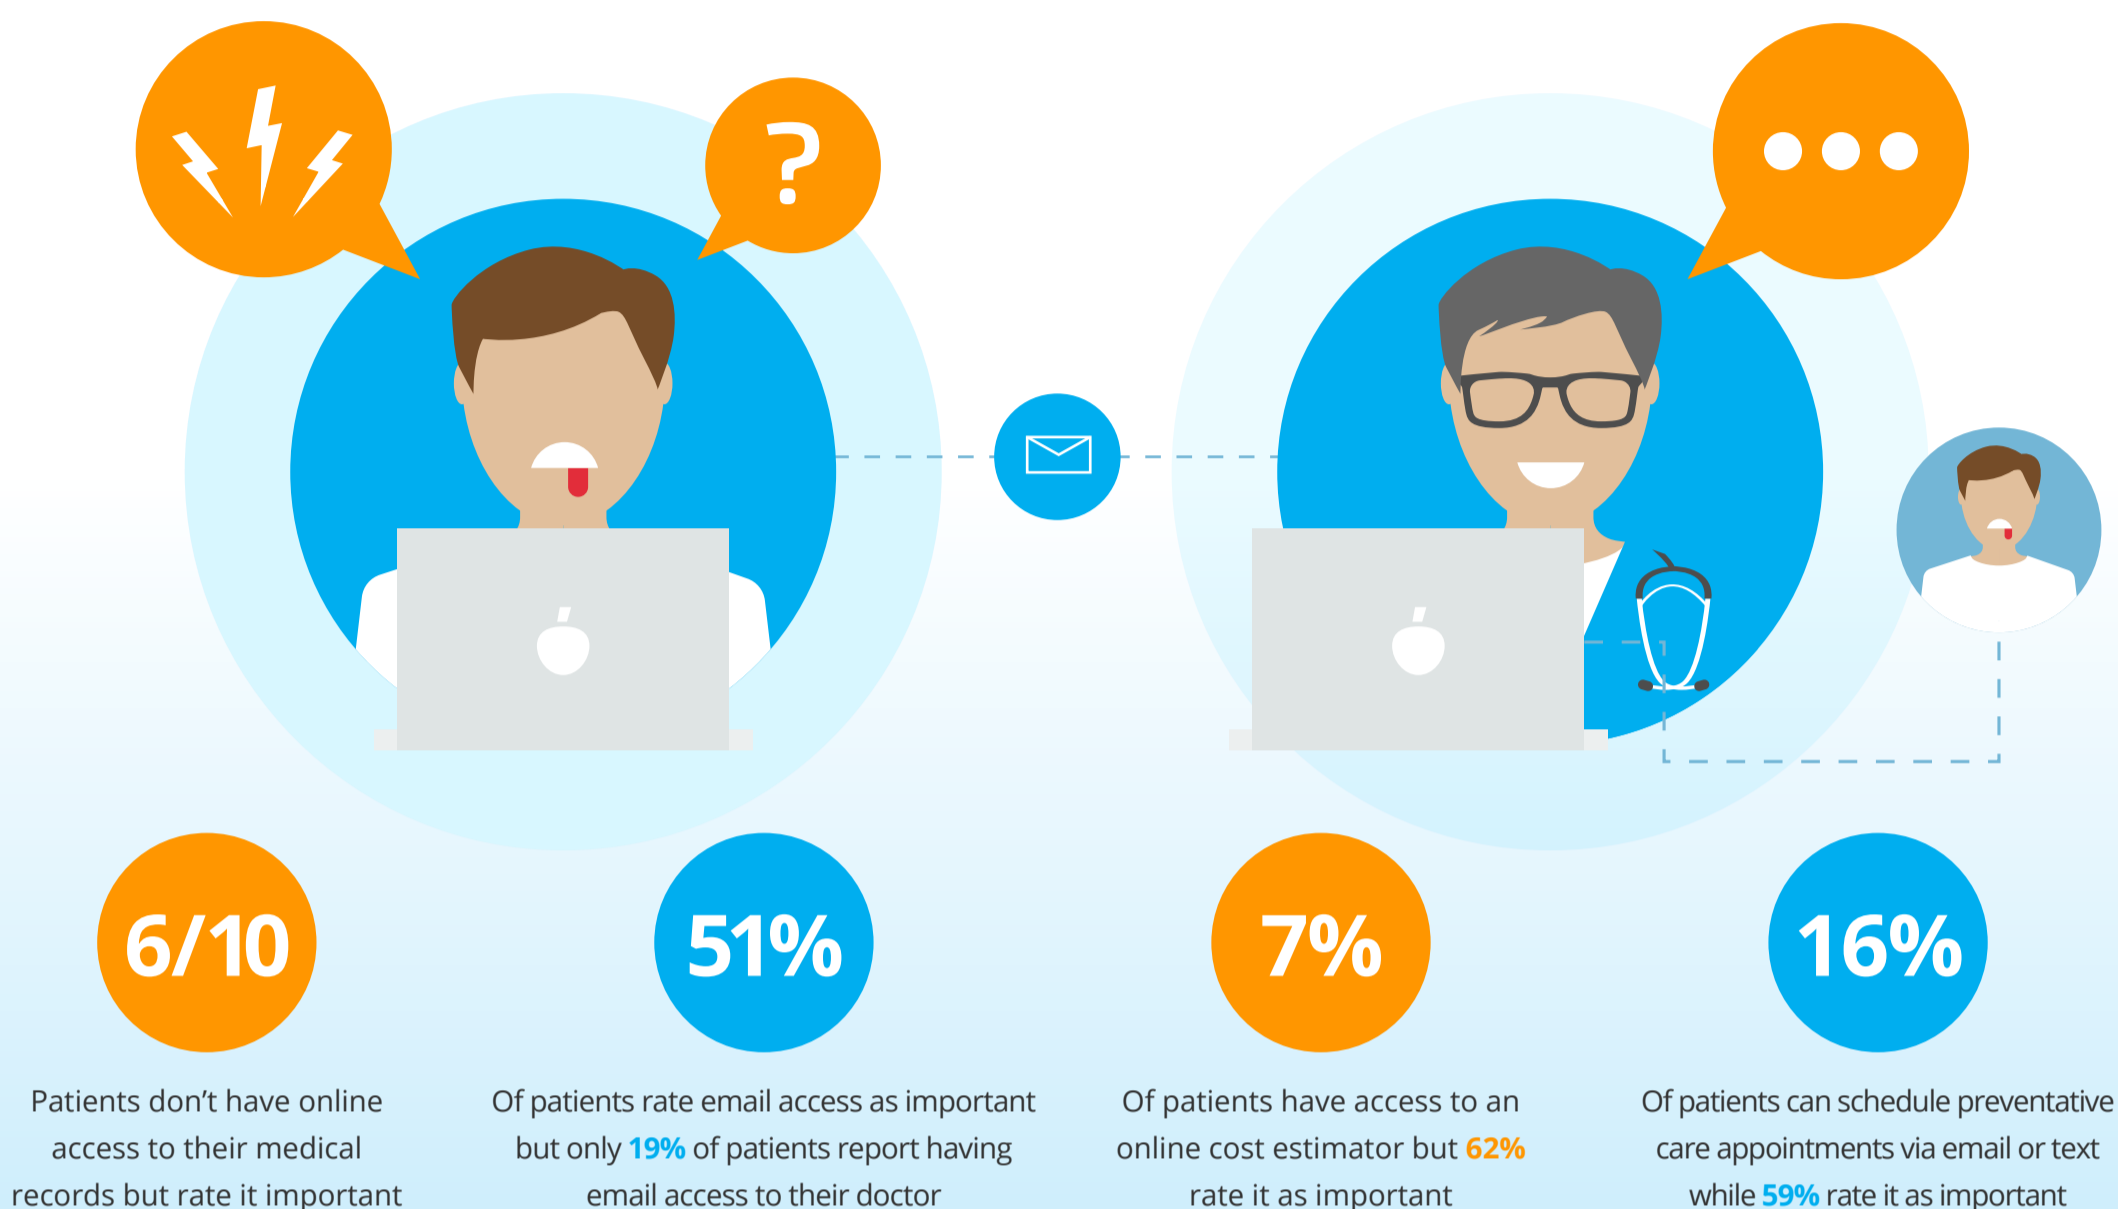 ?
6/10
Patients don’t have online
access to their medical
records but rate it important
51%
Of patients rate email access as important
but only 19% of patients report having
email access to their doctor
7%
Of patients have access to an
online cost estimator but 62%
rate it as important
16%
Of patients can schedule preventative
care appointments via email or text
while 59% rate it as important